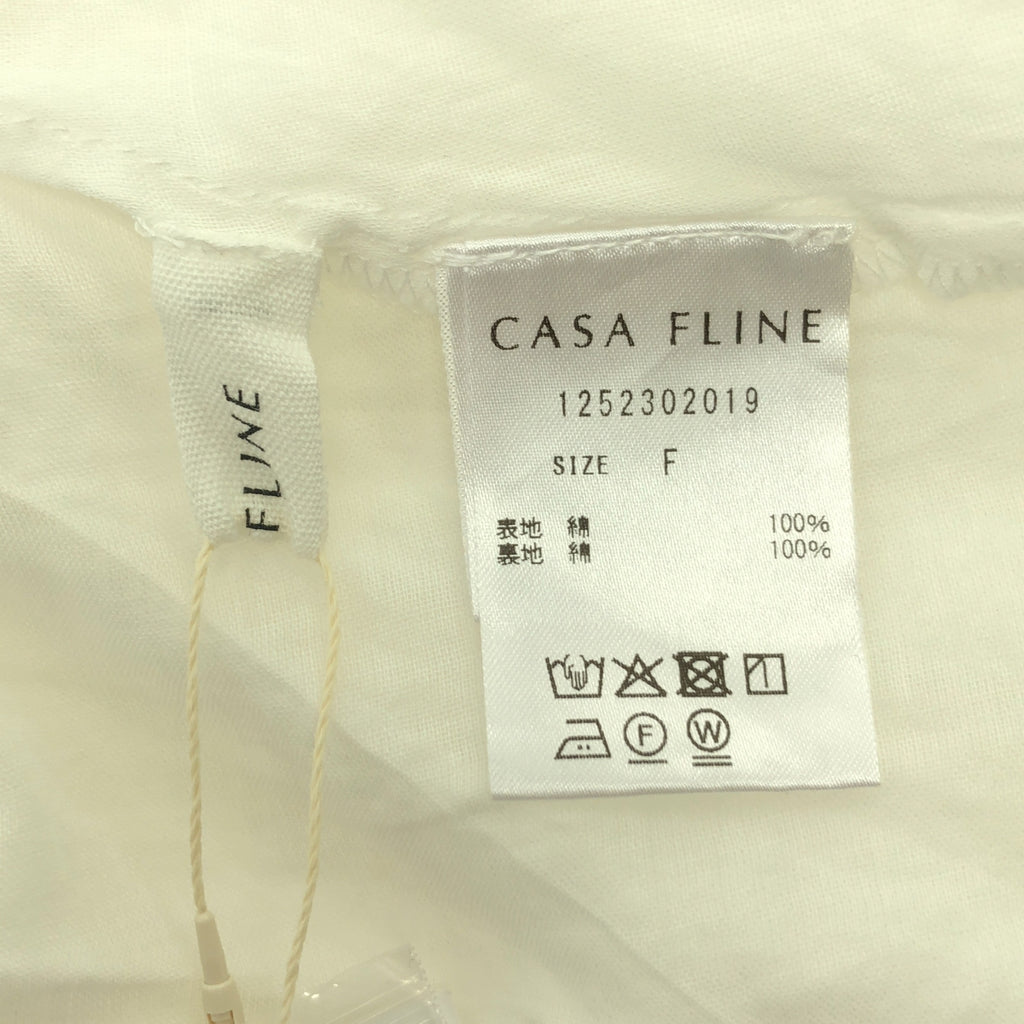 FLINE
CASA FLINE
1252302019
SIZE F
表地 綿 100%
裏地 綿 100%
F W